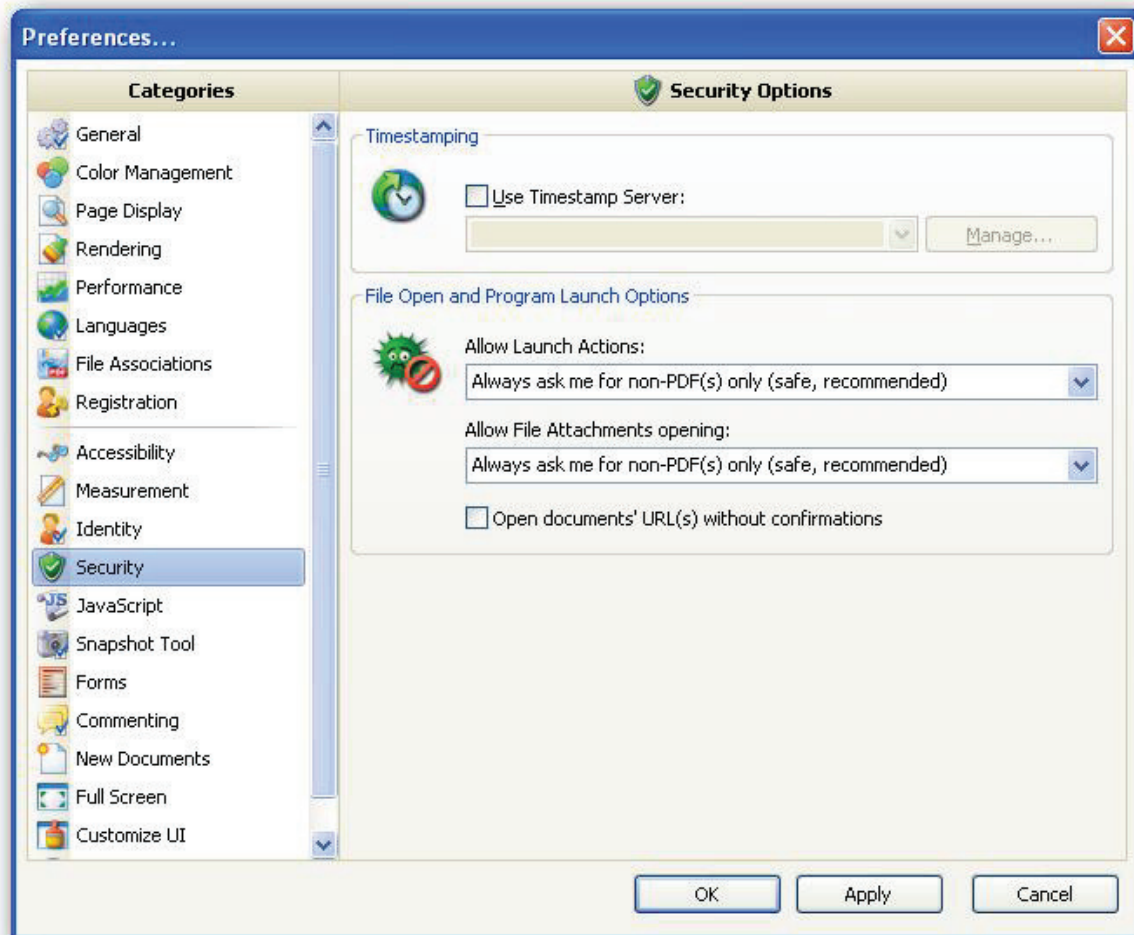 Preferences...
Categories
General
Color Management
Page Display
Rendering
Performance
Languages
File Associations
Registration
Accessibility
Measurement
Identity
Security
JavaScript
Snapshot Tool
Forms
Commenting
New Documents
Full Screen
Customize UI
Security Options
Timestamping
Use Timestamp Server:
Manage...
File Open and Program Launch Options
Allow Launch Actions:
Always ask me for non-PDF(s) only (safe, recommended)
Allow File Attachments opening:
Always ask me for non-PDF(s) only (safe, recommended)
Open documents' URL(s) without confirmations
OK Apply Cancel